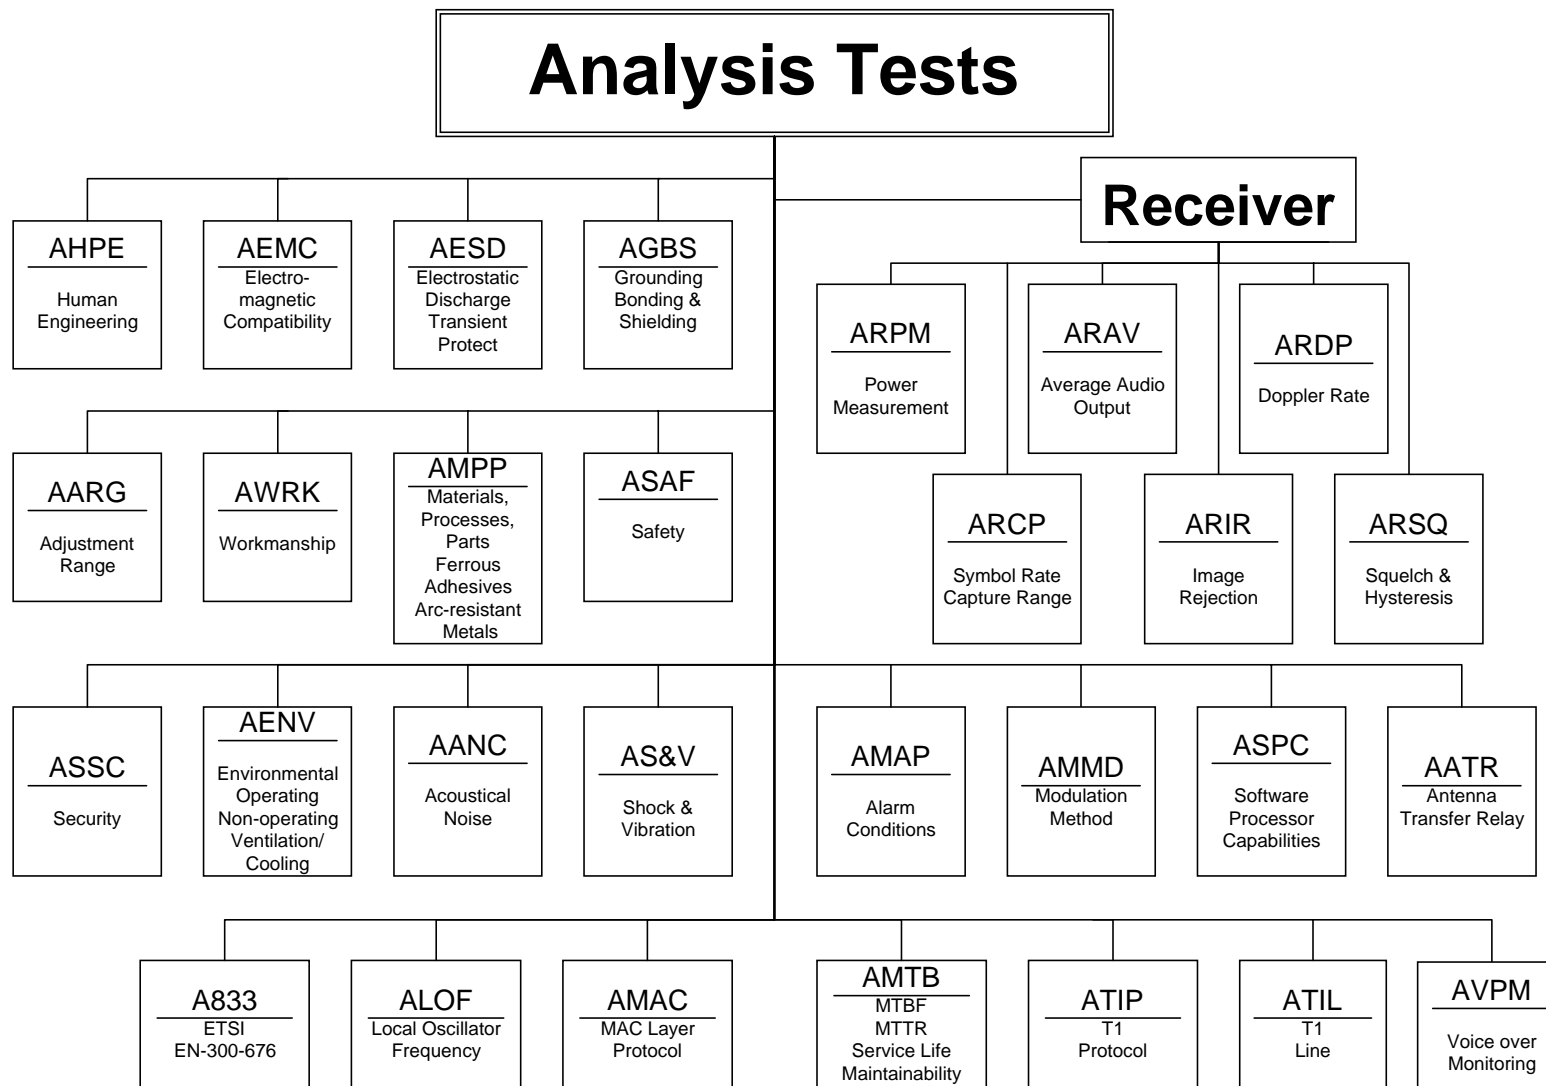 Analysis Tests
Receiver
AHPE
Human
Engineering
AEMC
Electro-
magnetic
Compatibility
AESD
Electrostatic
Discharge
Transient
Protect
AGBS
Grounding
Bonding &
Shielding
ARPM
Power
Measurement
ARAV
Average Audio
Output
ARDP
Doppler Rate
AARG
Adjustment
Range
AWRK
Workmanship
AMPP
Materials,
Processes,
Parts
Ferrous
Adhesives
Arc-resistant
Metals
ASAF
Safety
ARCP
Symbol Rate
Capture Range
ARIR
Image
Rejection
ARSQ
Squelch &
Hysteresis
ASSC
Security
AENV
Environmental
Operating
Non-operating
Ventilation/
Cooling
AANC
Acoustical
Noise
AS&V
Shock &
Vibration
AMAP
Alarm
Conditions
AMMD
Modulation
Method
ASPC
Software
Processor
Capabilities
AATR
Antenna
Transfer Relay
A833
ETSI
EN-300-676
ALOF
Local Oscillator
Frequency
AMAC
MAC Layer
Protocol
AMTB
MTBF
MTTR
Service Life
Maintainability
ATIP
T1
Protocol
ATIL
T1
Line
AVPM
Voice over
Monitoring